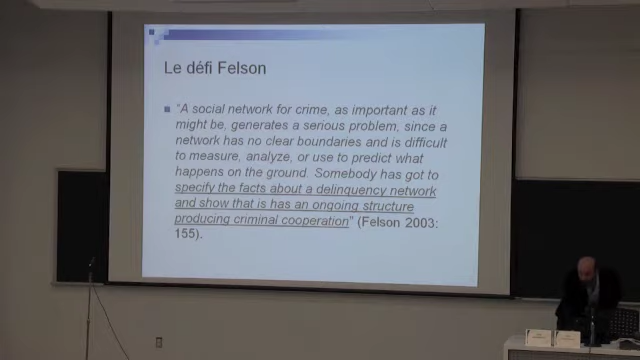 Le défi Felson
"A social network for crime, as important as it
might be, generates a serious problem, since a
network has no clear boundaries and is difficult
to measure, analyze, or use to predict what
happens on the ground. Somebody has got to
specify the facts about a delinquency network
and show that is has an ongoing structure
producing criminal cooperation" (Felson 2003:
155).